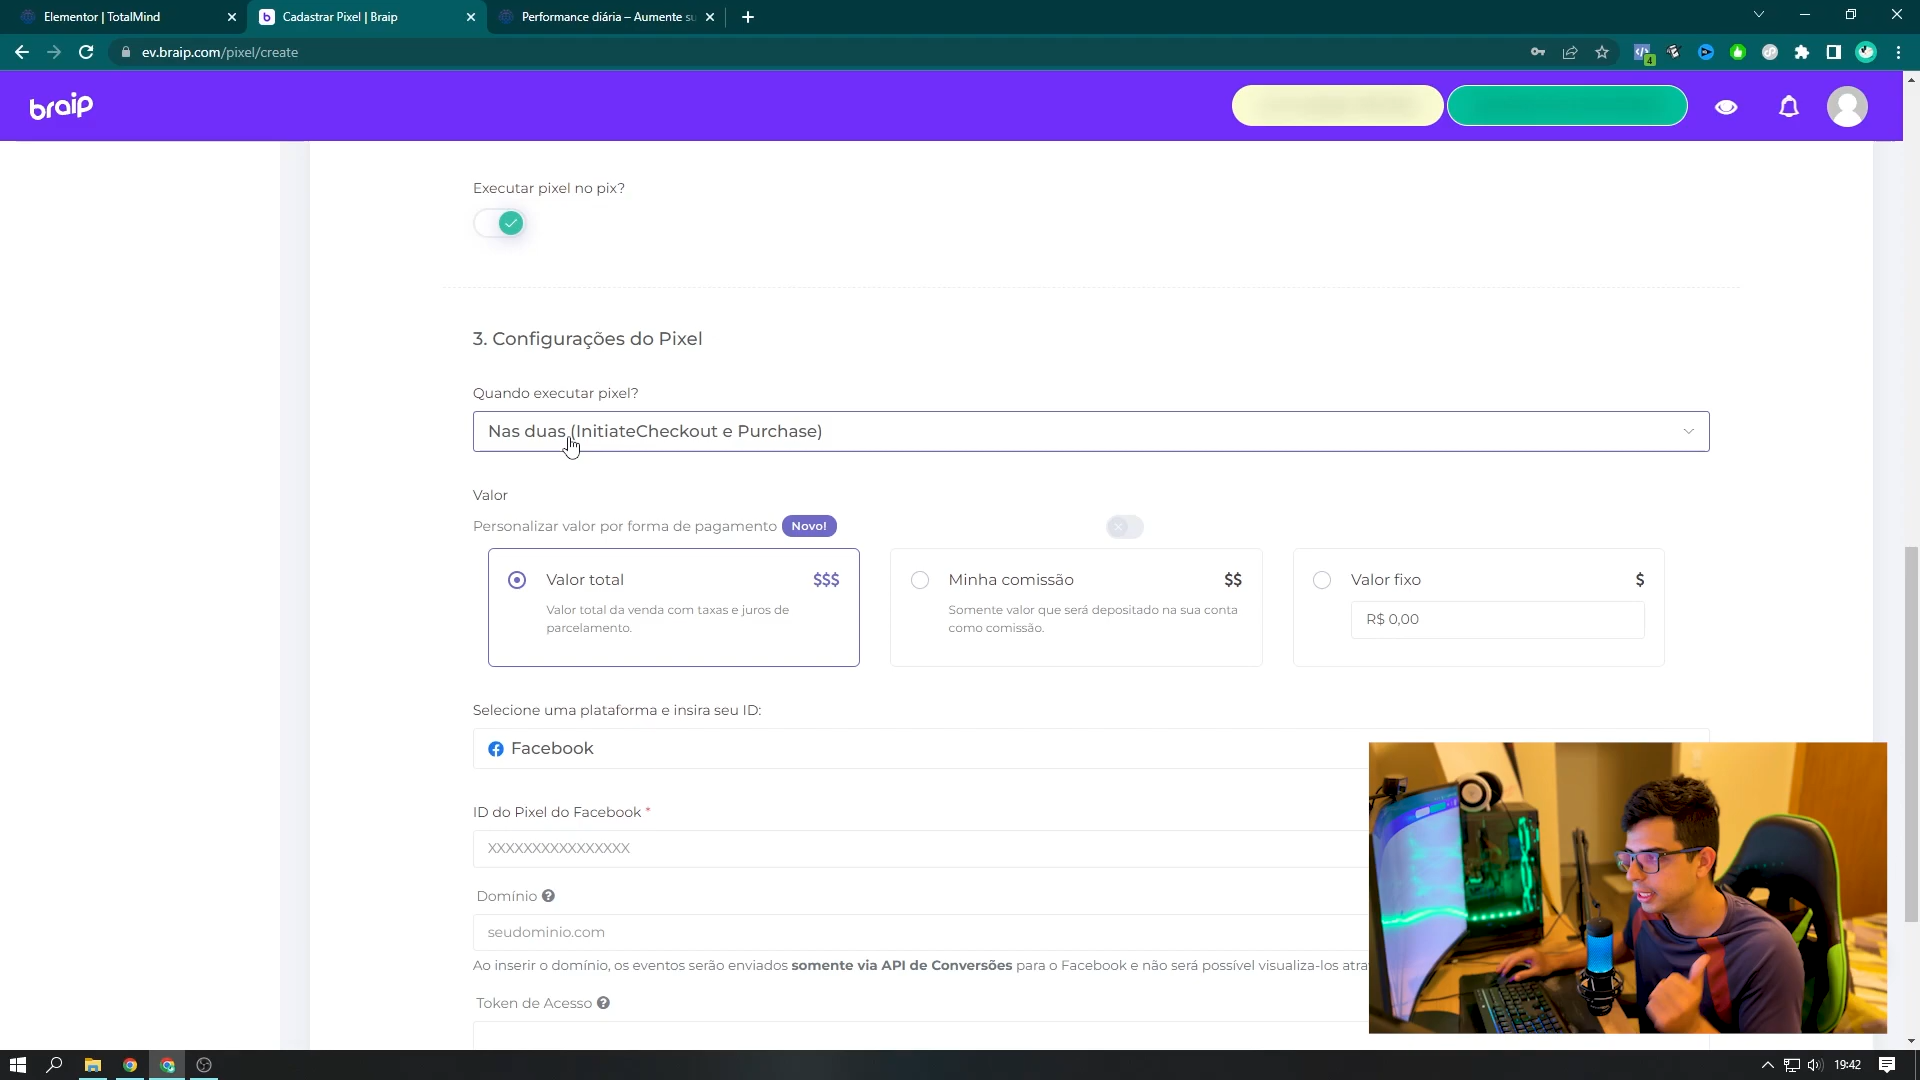 Elementor | TotalMind
Cadastrar Pixel | Braip
Performance diária – Aumente su
ev.braip.com/pixel/create
4
braip
Executar pixel no pix?
3. Configurações do Pixel
Quando executar pixel?
Nas duas (InitiateCheckout e Purchase)
Valor
Personalizar valor por forma de pagamento Novo!
Valor total $$$
Valor total da venda com taxas e juros de
parcelamento.
Minha comissão $$
Somente valor que será depositado na sua conta
como comissão.
Valor fixo $
R$ 0,00
Selecione uma plataforma e insira seu ID:
Facebook
ID do Pixel do Facebook *
XXXXXXXXXXXXXXXX
Domínio
seudominio.com
Ao inserir o domínio, os eventos serão enviados somente via API de Conversões para o Facebook e não será possível visualiza-los atra
Token de Acesso
19:42